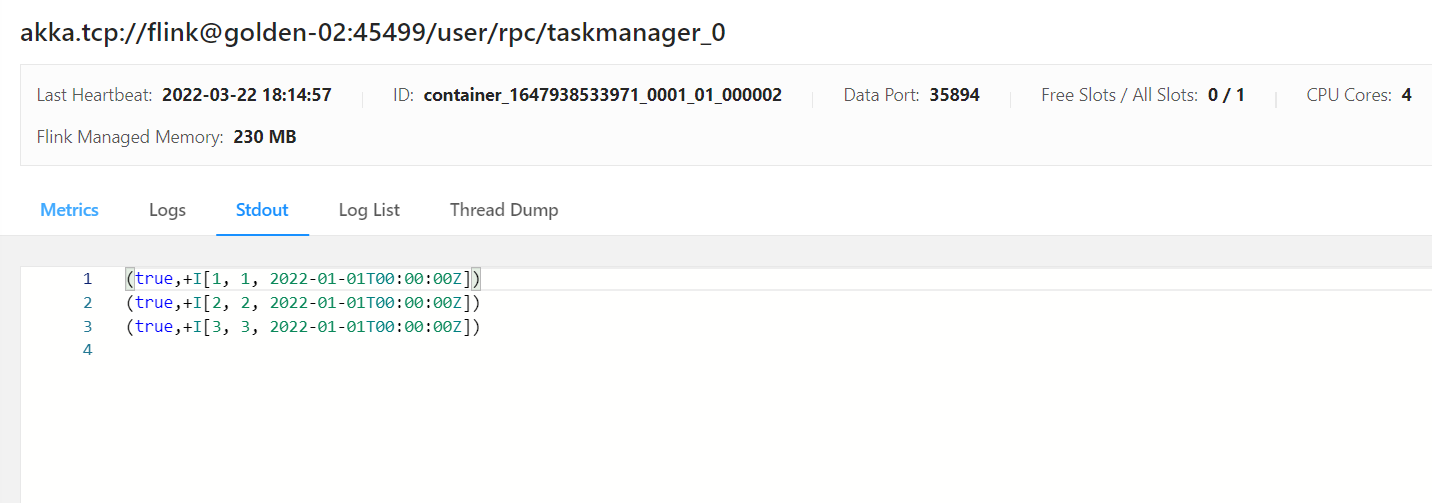 akka.tcp://flink@golden-02:45499/user/rpc/taskmanager_0
Last Heartbeat: 2022-03-22 18:14:57 ID: container_1647938533971_0001_01_000002 Data Port: 35894 Free Slots / All Slots: 0 / 1 CPU Cores: 4
Flink Managed Memory: 230 MB
Metrics Logs Stdout Log List Thread Dump
1 (true,+I[1, 1, 2022-01-01T00:00:00Z])
2 (true,+I[2, 2, 2022-01-01T00:00:00Z])
3 (true,+I[3, 3, 2022-01-01T00:00:00Z])
4